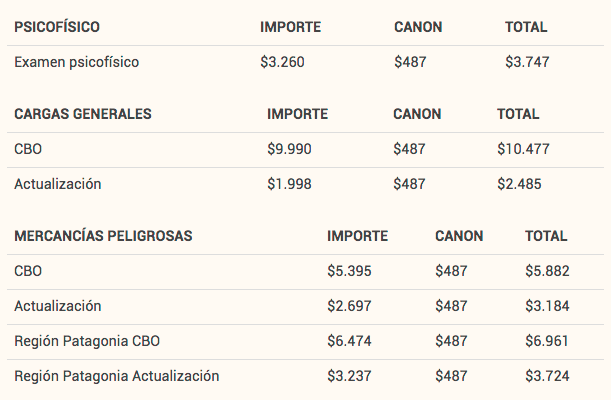 PSICOFÍSICO IMPORTE CANON TOTAL
Examen psicofísico $3.260 $487 $3.747
CARGAS GENERALES IMPORTE CANON TOTAL
CBO $9.990 $487 $10.477
Actualización $1.998 $487 $2.485
MERCANCÍAS PELIGROSAS IMPORTE CANON TOTAL
CBO $5.395 $487 $5.882
Actualización $2.697 $487 $3.184
Región Patagonia CBO $6.474 $487 $6.961
Región Patagonia Actualización $3.237 $487 $3.724